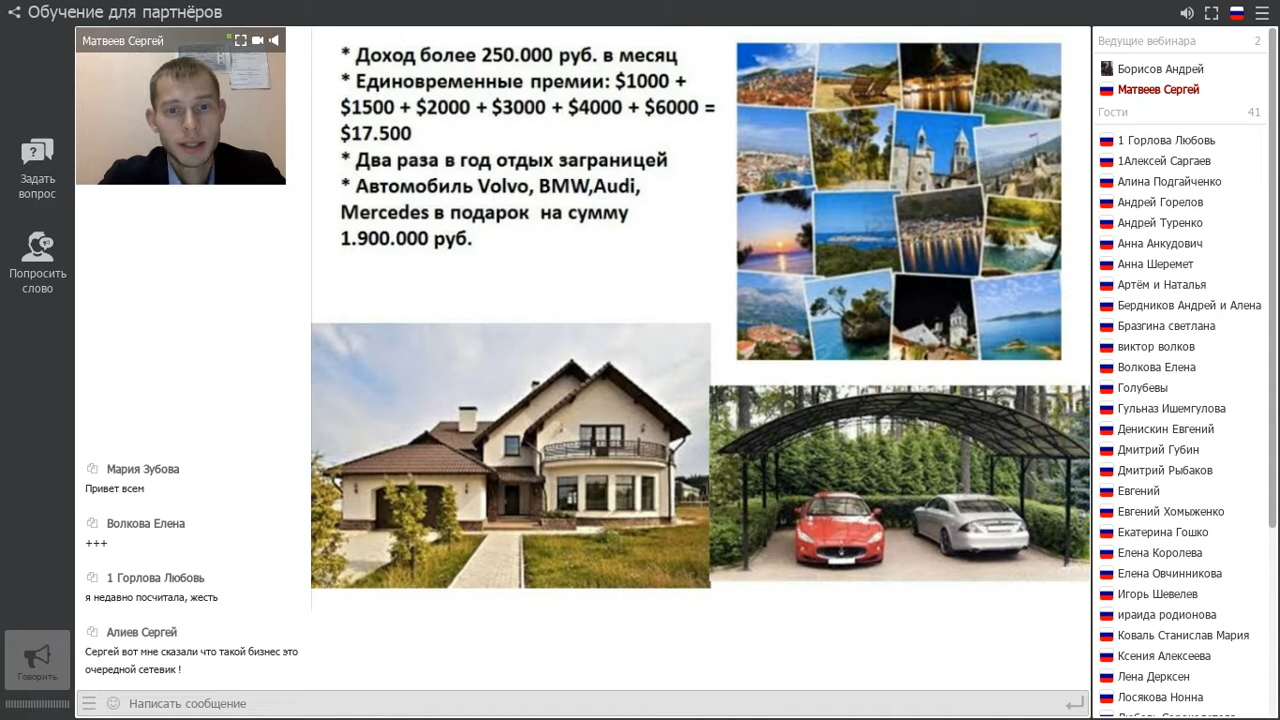 Обучение для партнёров
Матвеев Сергей
* Доход более 250.000 руб. в месяц
* Единовременные премии: $1000 +
$1500 + $2000 + $3000 + $4000 + $6000 =
$17.500
* Два раза в год отдых заграницей
* Автомобиль Volvo, BMW,Audi,
Mercedes в подарок на сумму
1.900.000 руб.
Задать
вопрос
Попросить
слово
Говорить
Мария Зубова
Привет всем
Волкова Елена
+++
1 Горлова Любовь
я недавно посчитала, жесть
Алиев Сергей
Сергей вот мне сказали что такой бизнес это
очередной сетевик !
Написать сообщение
Ведущие вебинара 2
Борисов Андрей
Матвеев Сергей
Гости 41
1 Горлова Любовь
1Алексей Саргаев
Алина Подгайченко
Андрей Горелов
Андрей Туренко
Анна Анкудович
Анна Шеремет
Артём и Наталья
Бердников Андрей и Алена
Бразгина светлана
виктор волков
Волкова Елена
Голубевы
Гульназ Ишемгулова
Денискин Евгений
Дмитрий Губин
Дмитрий Рыбаков
Евгений
Евгений Хомыженко
Екатерина Гошко
Елена Королева
Елена Овчинникова
Игорь Шевелев
ираида родионова
Коваль Станислав Мария
Ксения Алексеева
Лена Дерксен
Лосякова Нонна